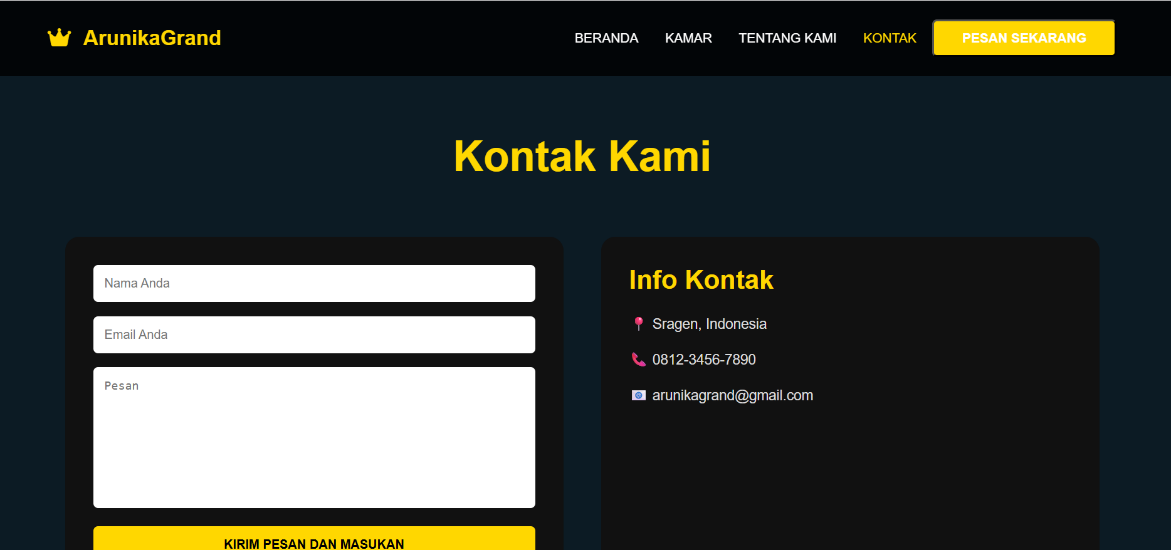 ArunikaGrand
BERANDA KAMAR TENTANG KAMI KONTAK PESAN SEKARANG
Kontak Kami
Nama Anda
Email Anda
Pesan
KIRIM PESAN DAN MASUKAN
Info Kontak
Sragen, Indonesia
0812-3456-7890
arunikagrand@gmail.com